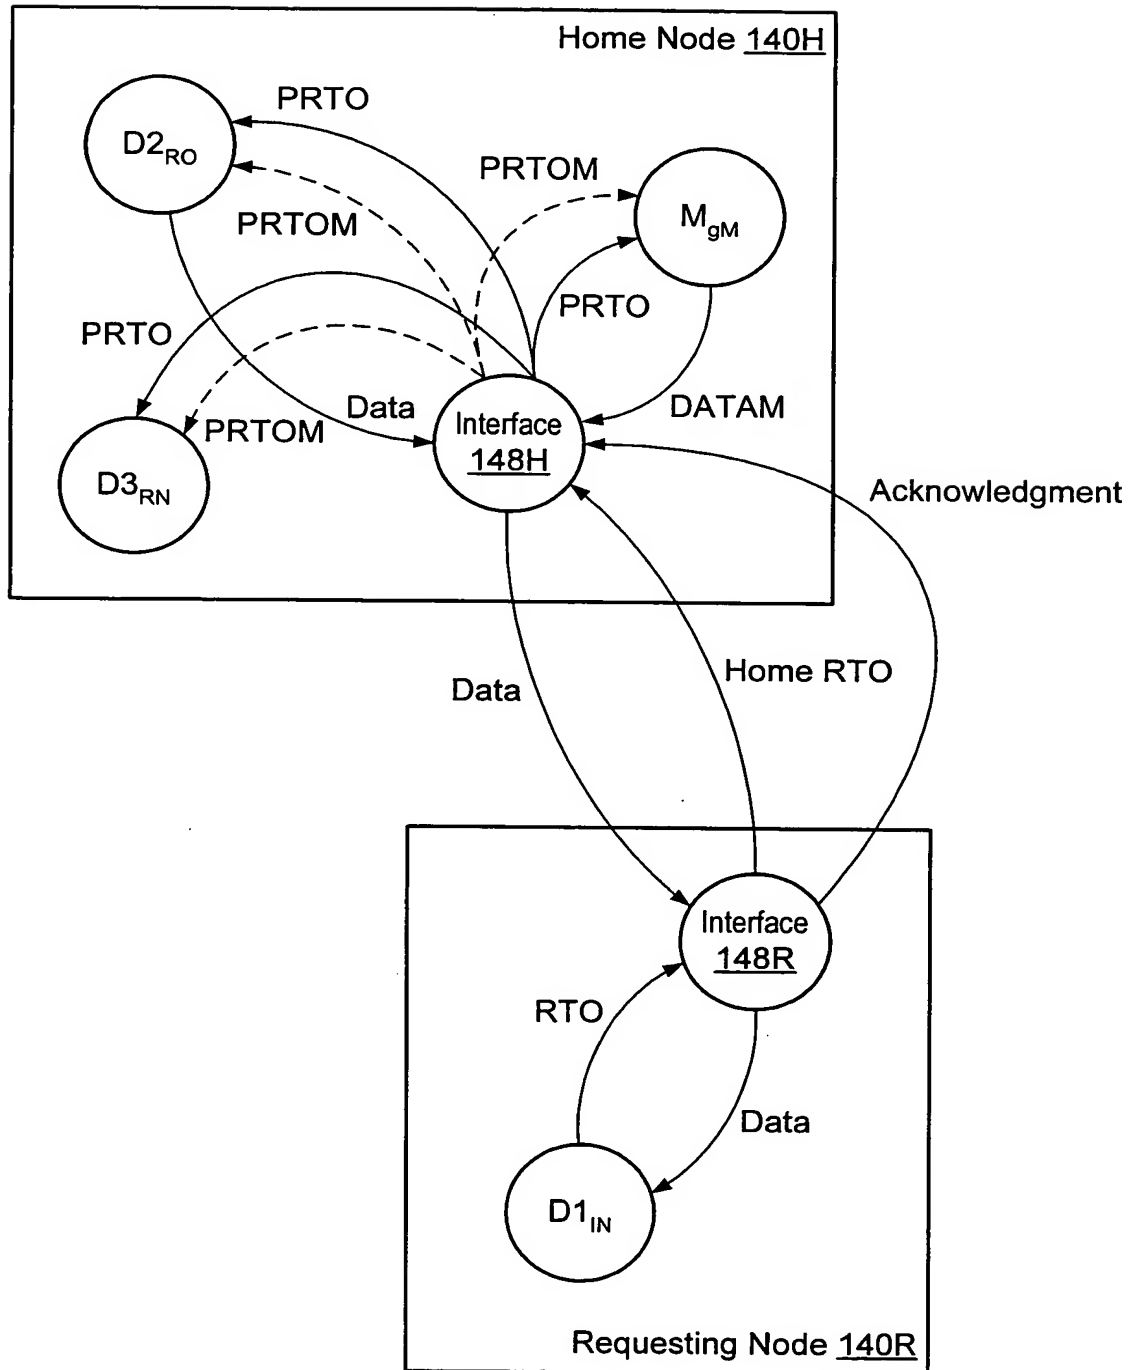 Home Node 140H
PRTO
D2RO
PRTOM
PRTOM
MgM
PRTO
PRTO
Data
DATAM
Interface
148H
PRTOM
D3RN
Acknowledgment
Home RTO
Data
Interface
148R
RTO
Data
D1IN
Requesting Node 140R